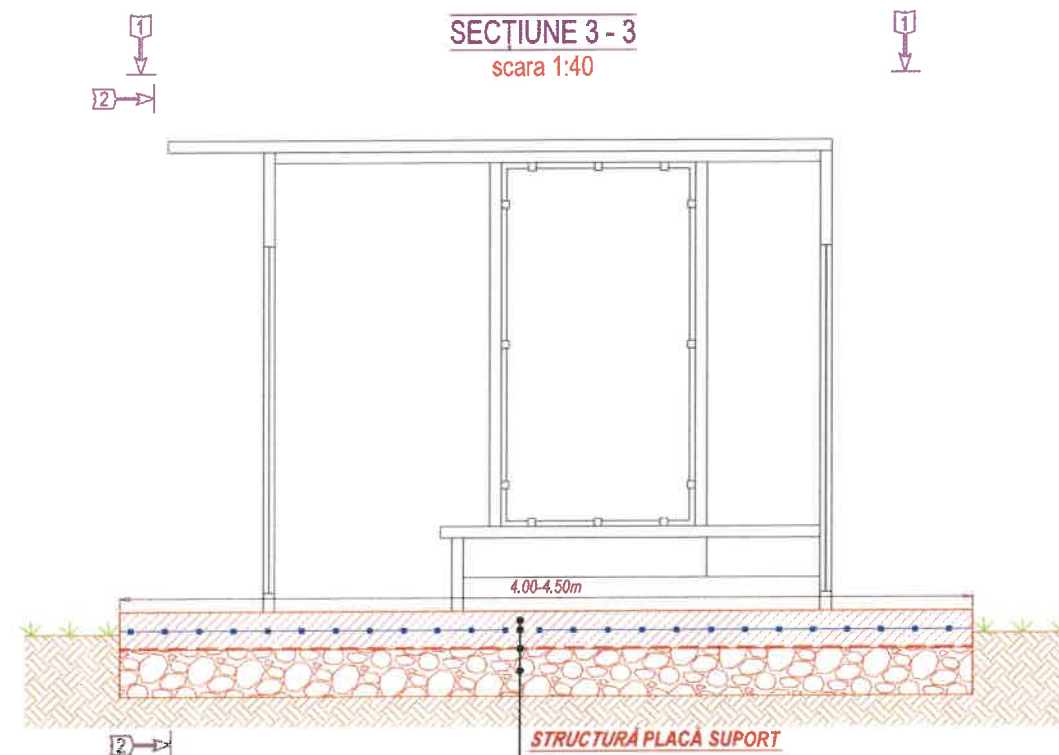 1
SECȚIUNE 3 - 3
1
scara 1:40
2
4.00-4.50m
2
STRUCTURĂ PLACĂ SUPORT